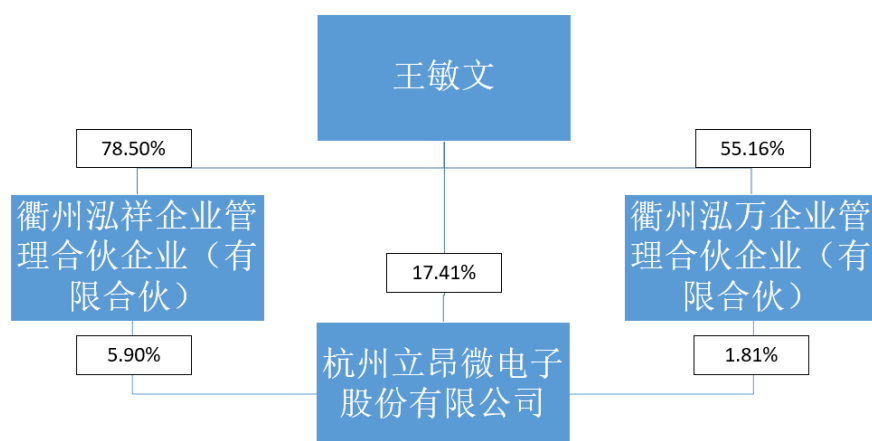 王敏文
78.50%
55.16%
衢州泓祥企业管
理合伙企业（有
限合伙）
17.41%
衢州泓万企业管
理合伙企业（有
限合伙）
5.90%
杭州立昂微电子
股份有限公司
1.81%